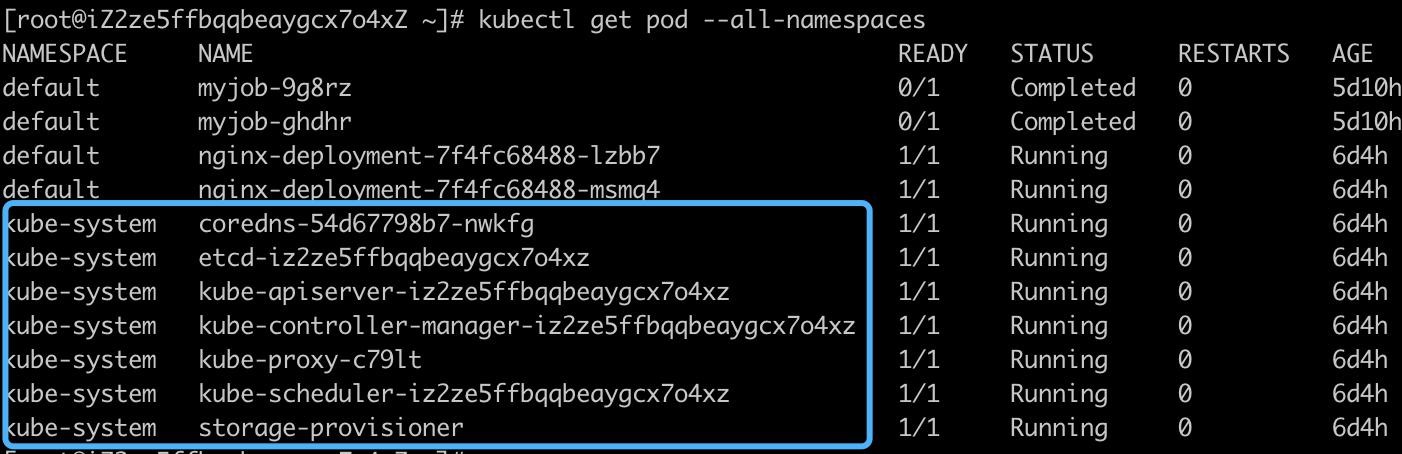 [root@iZ2ze5ffbqqbeaygcx7o4xZ ~]# kubectl get pod --all-namespaces
NAMESPACE NAME READY STATUS RESTARTS AGE
default myjob-9g8rz 0/1 Completed 0 5d10h
default myjob-ghdhr 0/1 Completed 0 5d10h
default nginx-deployment-7f4fc68488-lzbb7 1/1 Running 0 6d4h
default nginx-deployment-7f4fc68488-msmq4 1/1 Running 0 6d4h
kube-system coredns-54d67798b7-nwkfg 1/1 Running 0 6d4h
kube-system etcd-iz2ze5ffbqqbeaygcx7o4xz 1/1 Running 0 6d4h
kube-system kube-apiserver-iz2ze5ffbqqbeaygcx7o4xz 1/1 Running 0 6d4h
kube-system kube-controller-manager-iz2ze5ffbqqbeaygcx7o4xz 1/1 Running 0 6d4h
kube-system kube-proxy-c79lt 1/1 Running 0 6d4h
kube-system kube-scheduler-iz2ze5ffbqqbeaygcx7o4xz 1/1 Running 0 6d4h
kube-system storage-provisioner 1/1 Running 0 6d4h